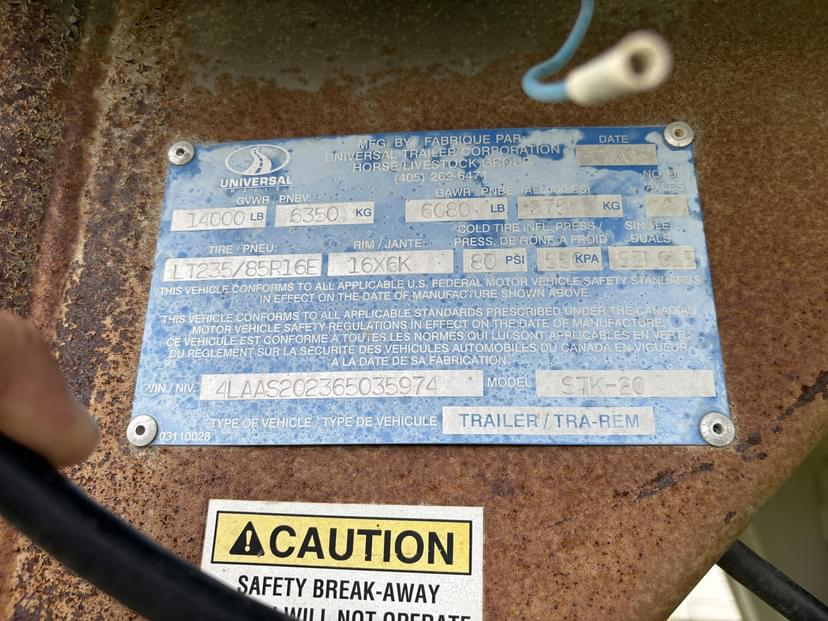 MFG. BY / FABRIQUE PAR:
DATE
UNIVERSAL TRAILER CORPORATION
HORSE/LIVESTOCK GROUP
(405) 262-6471
UNIVERSAL
GVWR / PNBV:
GAWR / PNBE: (ALL AXLES)
14000 LB
6350 KG
6080 LB
KG
TIRE / PNEU:
RIM / JANTE:
COLD TIRE INFL. PRESS /
PRESS, DE GONE A FROID
SINGLE
DUALS
LT235/85R16E
16X6K
80 PSI
KPA
THIS VEHICLE CONFORMS TO ALL APPLICABLE U.S. FEDERAL MOTOR VEHICLE SAFETY STANDARDS
IN EFFECT ON THE DATE OF MANUFACTURE SHOWN ABOVE.
THIS VEHICLE CONFORMS TO ALL APPLICABLE STANDARDS PRESCRIBED UNDER THE CANADIAN
MOTOR VEHICLE SAFETY REGULATIONS IN EFFECT ON THE DATE OF MANUFACTURE.
CE VEHICULE EST CONFORME A TOUTES LES NORMES QUI LUI SONT APPLICABLES EN VERTU
DU REGLEMENT SUR LA SÉCURITÉ DES VEHICULES AUTOMOBILES DU CANADA EN VIGUEUR
A LA DATE DE SA FABRICATION.
VIN./ NIV:
4LAAS202365035974
MODEL
STK-20
TYPE OF VEHICLE / TYPE DE VEHICULE
TRAILER / TRA-REM
03110028
CAUTION
SAFETY BREAK-AWAY
WILL NOT OPERATE